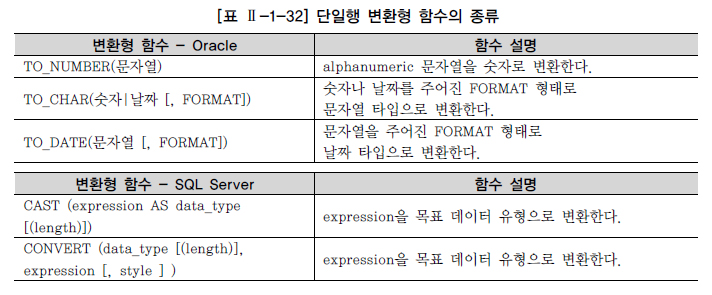 [표 Ⅱ-1-32] 단일행 변환형 함수의 종류
변환형 함수 - Oracle 함수 설명
TO_NUMBER(문자열) alphanumeric 문자열을 숫자로 변환한다.
TO_CHAR(숫자|날짜 [, FORMAT]) 숫자나 날짜를 주어진 FORMAT 형태로
문자열 타입으로 변환한다.
TO_DATE(문자열 [, FORMAT]) 문자열을 주어진 FORMAT 형태로
날짜 타입으로 변환한다.
변환형 함수 - SQL Server 함수 설명
CAST (expression AS data_type
[(length)]) expression을 목표 데이터 유형으로 변환한다.
CONVERT (data_type [(length)],
expression [, style ] ) expression을 목표 데이터 유형으로 변환한다.